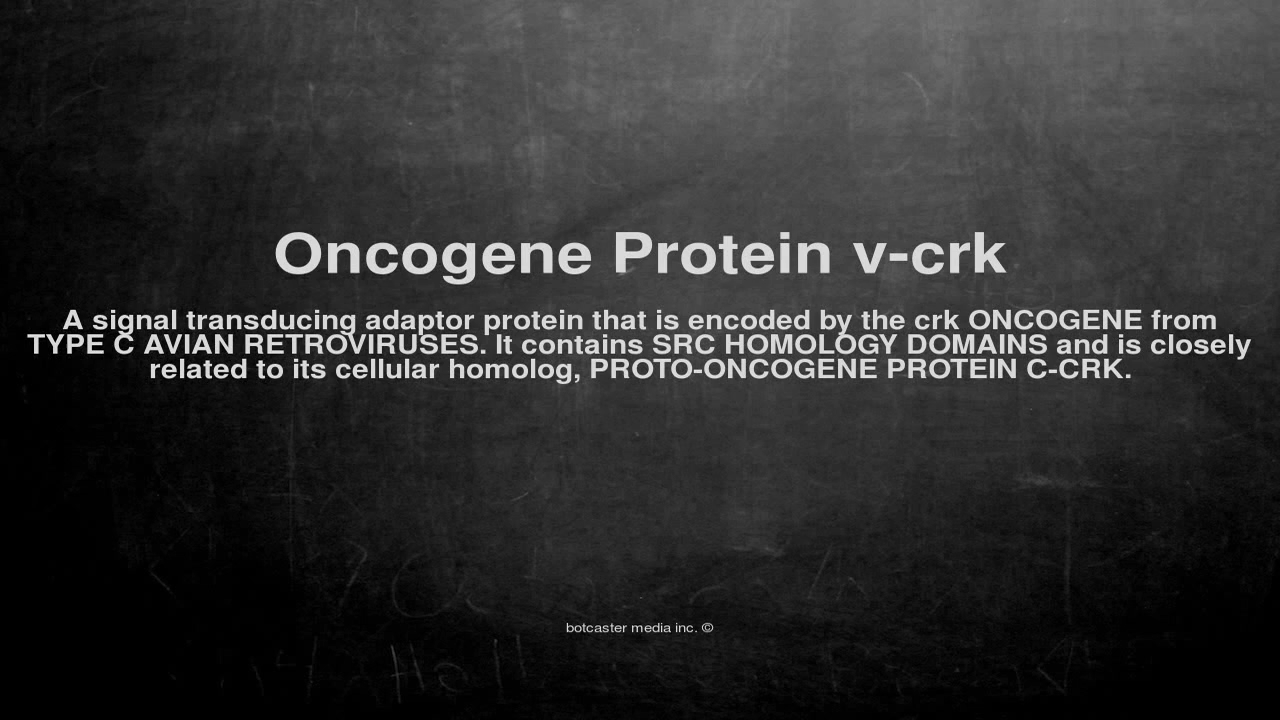 Oncogene Protein v-crk
A signal transducing adaptor protein that is encoded by the crk ONCOGENE from
TYPE C AVIAN RETROVIRUSES. It contains SRC HOMOLOGY DOMAINS and is closely
related to its cellular homolog, PROTO-ONCOGENE PROTEIN C-CRK.
botcaster media inc. ©